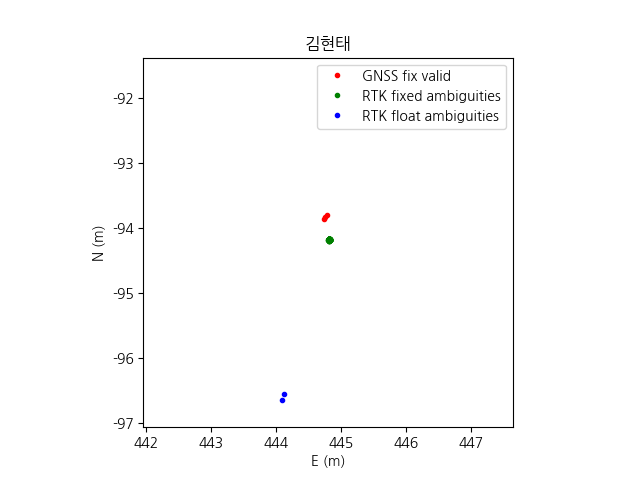 김현태
GNSS fix valid
RTK fixed ambiguities
RTK float ambiguities
-92
-93
-94
-95
-96
-97
N (m)
442 443 444 445 446 447
E (m)